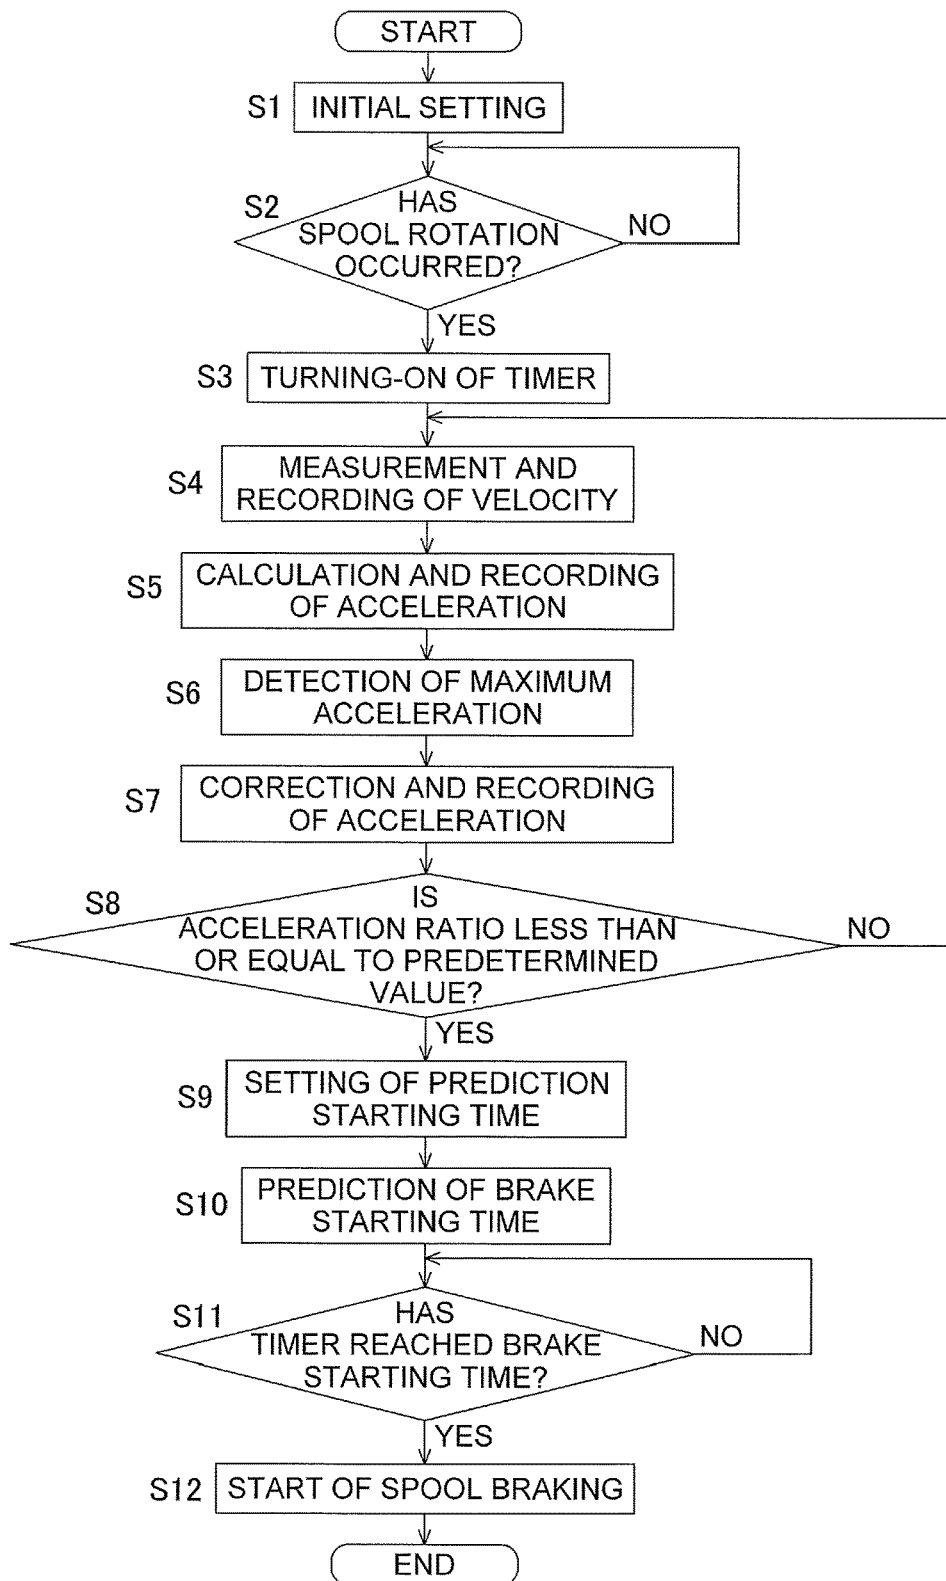 START
S1 INITIAL SETTING
S2
HAS
SPOOL ROTATION
OCCURRED?
NO
YES
S3 TURNING-ON OF TIMER
S4
MEASUREMENT AND
RECORDING OF VELOCITY
S5
CALCULATION AND RECORDING
OF ACCELERATION
S6
DETECTION OF MAXIMUM
ACCELERATION
S7
CORRECTION AND RECORDING
OF ACCELERATION
S8
IS
ACCELERATION RATIO LESS THAN
OR EQUAL TO PREDETERMINED
VALUE?
NO
YES
S9
SETTING OF PREDICTION
STARTING TIME
S10
PREDICTION OF BRAKE
STARTING TIME
S11
HAS
TIMER REACHED BRAKE
STARTING TIME?
NO
YES
S12 START OF SPOOL BRAKING
END